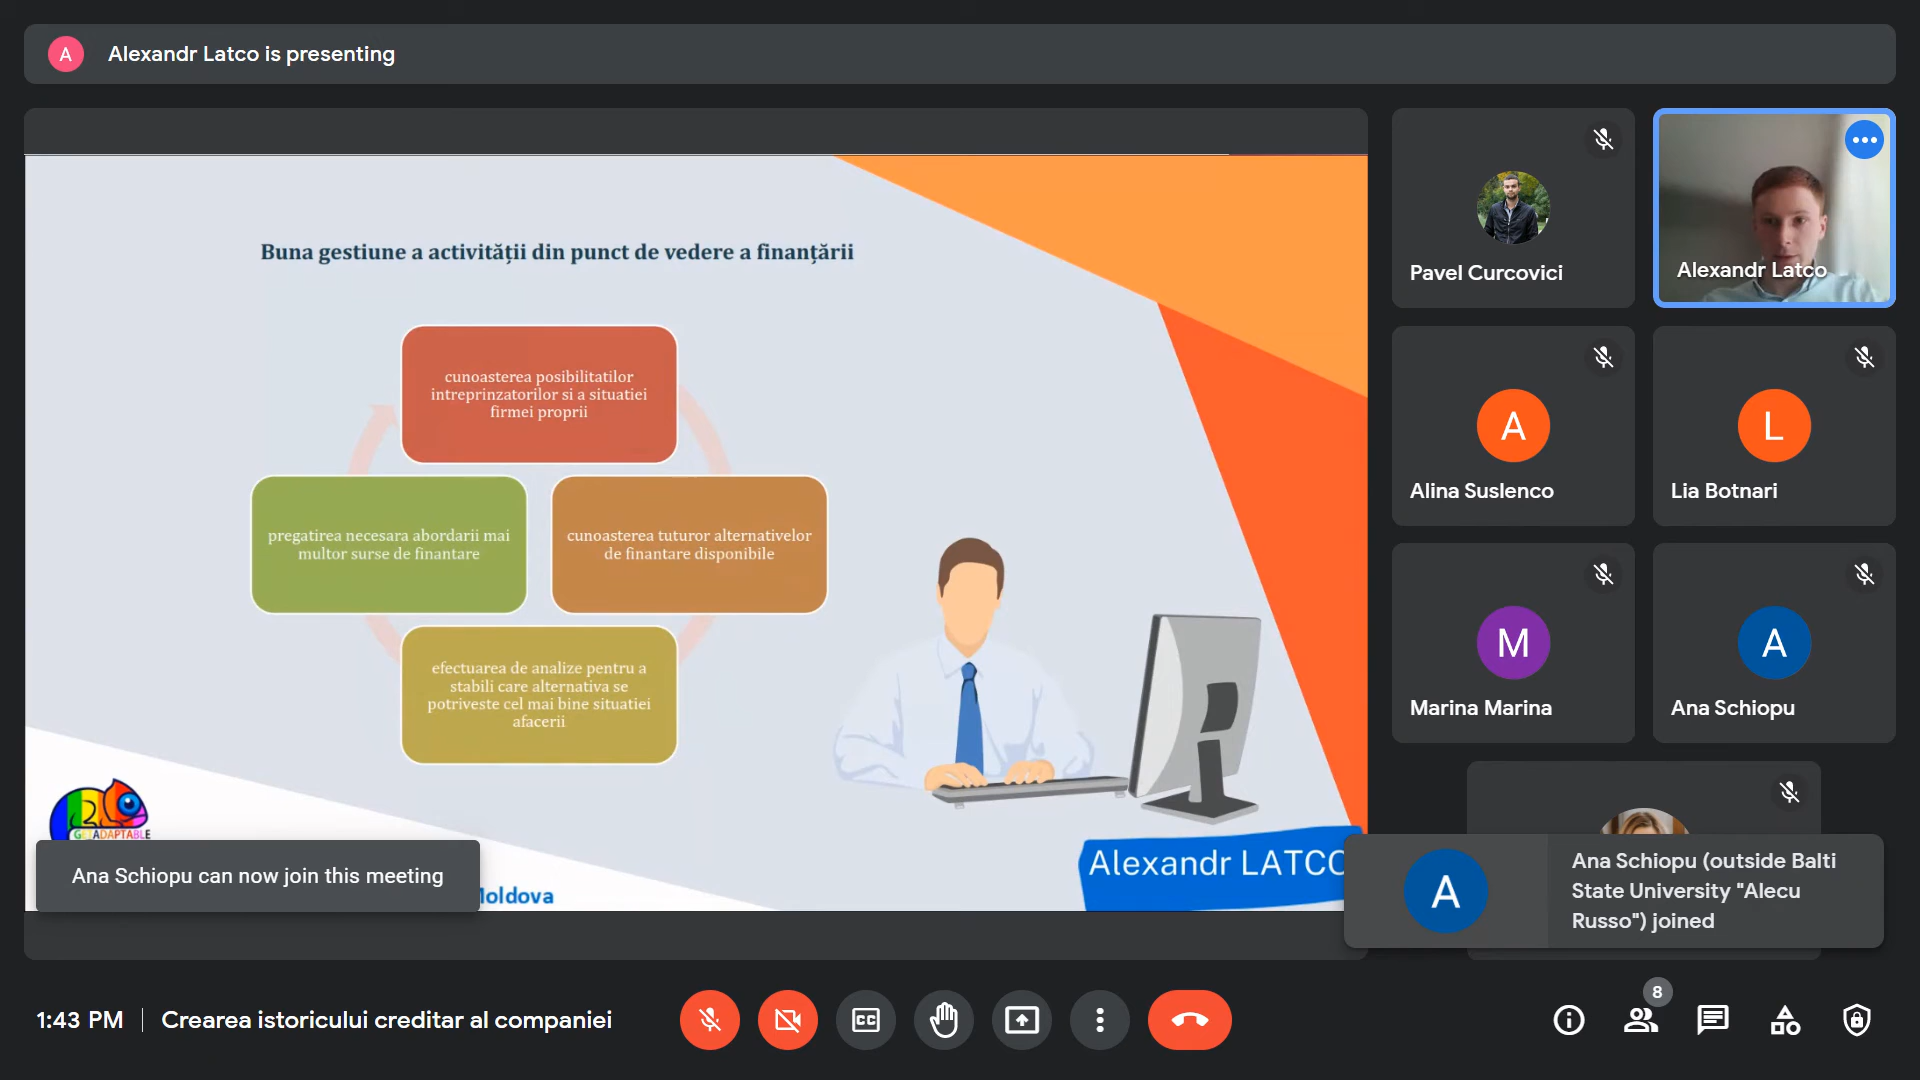 A
Alexandr Latco is presenting
Buna gestiune a activității din punct de vedere a finanțării
cunoasterea posibilitatilor
intreprinzatorilor si a situatiei
firmei proprii
pregatirea necesara abordarii mai
multor surse de finantare
cunoasterea tuturor alternativelor
de finantare disponibile
efectuarea de analize pentru a
stabili care alternativa se
potriveste cel mai bine situatiei
afacerii
GETADAPTABLE
Moldova
Alexandr LATCO
Pavel Curcovici
Alexandr Latco
A
Alina Suslenco
L
Lia Botnari
M
Marina Marina
A
Ana Schiopu
Ana Schiopu can now join this meeting
A
Ana Schiopu (outside Balti
State University "Alecu
Russo") joined
1:43 PM
Crearea istoricului creditar al companiei
CC
8